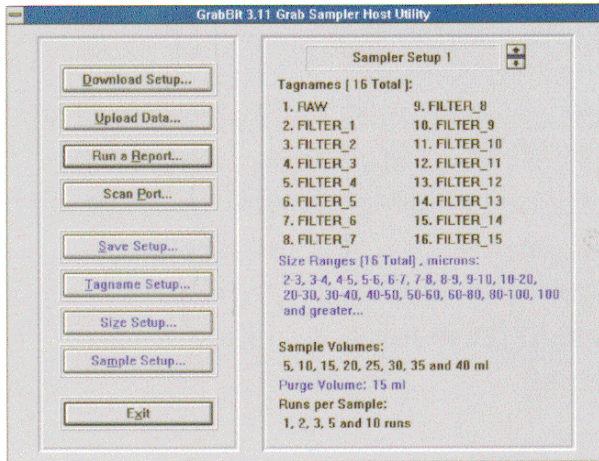 GrabBit 3.11 Grab Sampler Host Utility
Download Setup...
Upload Data...
Run a Report...
Scan Port...
Save Setup...
Tagname Setup...
Size Setup...
Sample Setup...
Exit
Sampler Setup 1
Tagnames [ 16 Total ]:
1. RAW
2. FILTER_1
3. FILTER_2
4. FILTER_3
5. FILTER_4
6. FILTER_5
7. FILTER_6
8. FILTER_7
9. FILTER_8
10. FILTER_9
11. FILTER_10
12. FILTER_11
13. FILTER_12
14. FILTER_13
15. FILTER_14
16. FILTER_15
Size Ranges [16 Total] , microns:
2-3, 3-4, 4-5, 5-6, 6-7, 7-8, 8-9, 9-10, 10-20,
20-30, 30-40, 40-50, 50-60, 60-80, 80-100, 100
and greater...
Sample Volumes:
5, 10, 15, 20, 25, 30, 35 and 40 ml
Purge Volume: 15 ml
Runs per Sample:
1, 2, 3, 5 and 10 runs